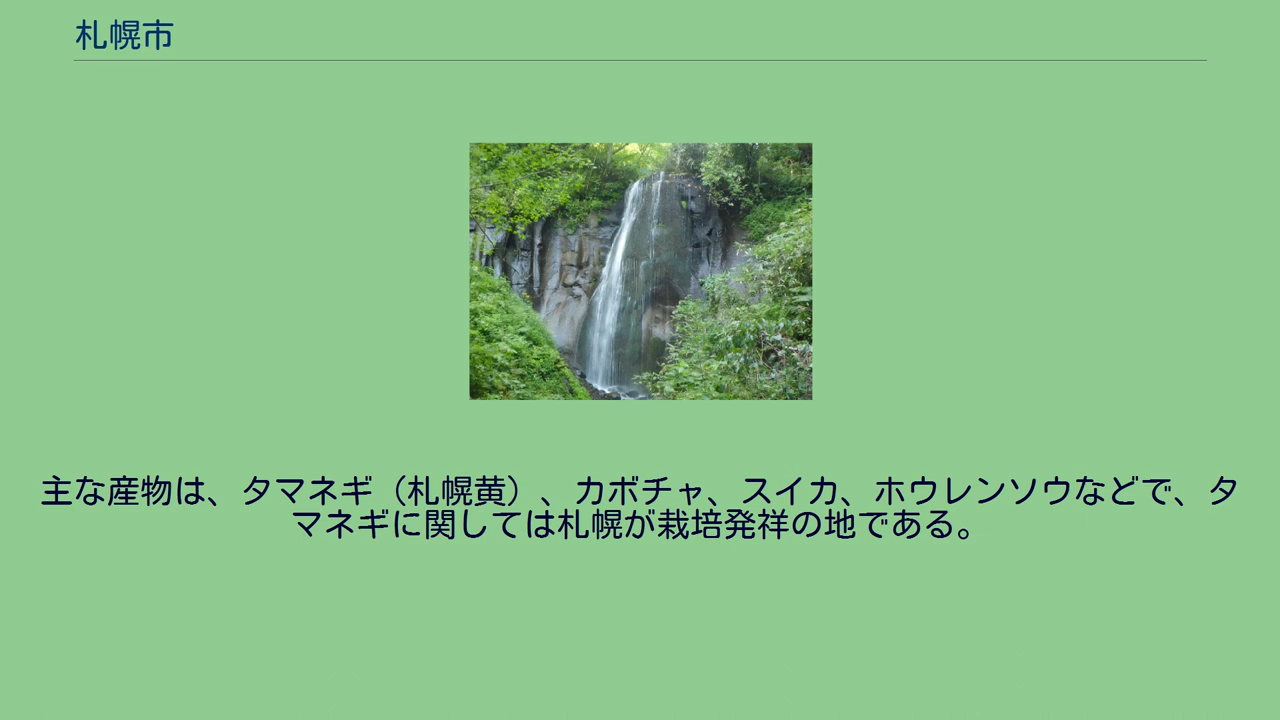 札幌市
主な産物は、タマネギ（札幌黄）、カボチャ、スイカ、ホウレンソウなどで、タ
マネギに関しては札幌が栽培発祥の地である。